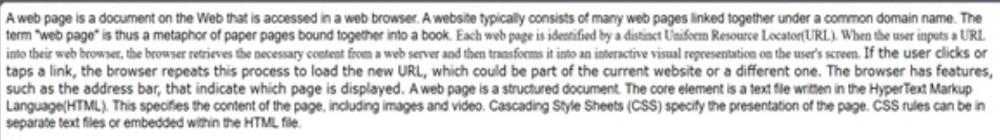 A web page is a document on the Web that is accessed in a web browser. A website typically consists of many web pages linked together under a common domain name. The
term "web page" is thus a metaphor of paper pages bound together into a book. Each web page is identified by a distinct Uniform Resource Locator(URL). When the user inputs a URL
into their web browser, the browser retrieves the necessary content from a web server and then transforms it into an interactive visual representation on the user's screen. If the user clicks or
taps a link, the browser repeats this process to load the new URL, which could be part of the current website or a different one. The browser has features,
such as the address bar, that indicate which page is displayed. A web page is a structured document. The core element is a text file written in the HyperText Markup
Language(HTML). This specifies the content of the page, including images and video. Cascading Style Sheets (CSS) specify the presentation of the page. CSS rules can be in
separate text files or embedded within the HTML file.